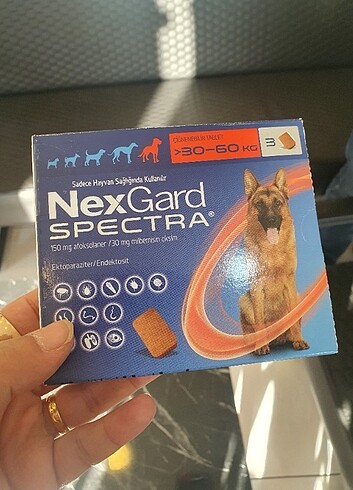 ÇİĞNENEBİLİR TABLET
>30–60 KG
3
Sadece Hayvan Sağlığında Kullanılır
NexGard
SPECTRA®
150 mg afoksolaner / 30 mg milbemisin oksim
Ektoparaziter/Endektosit